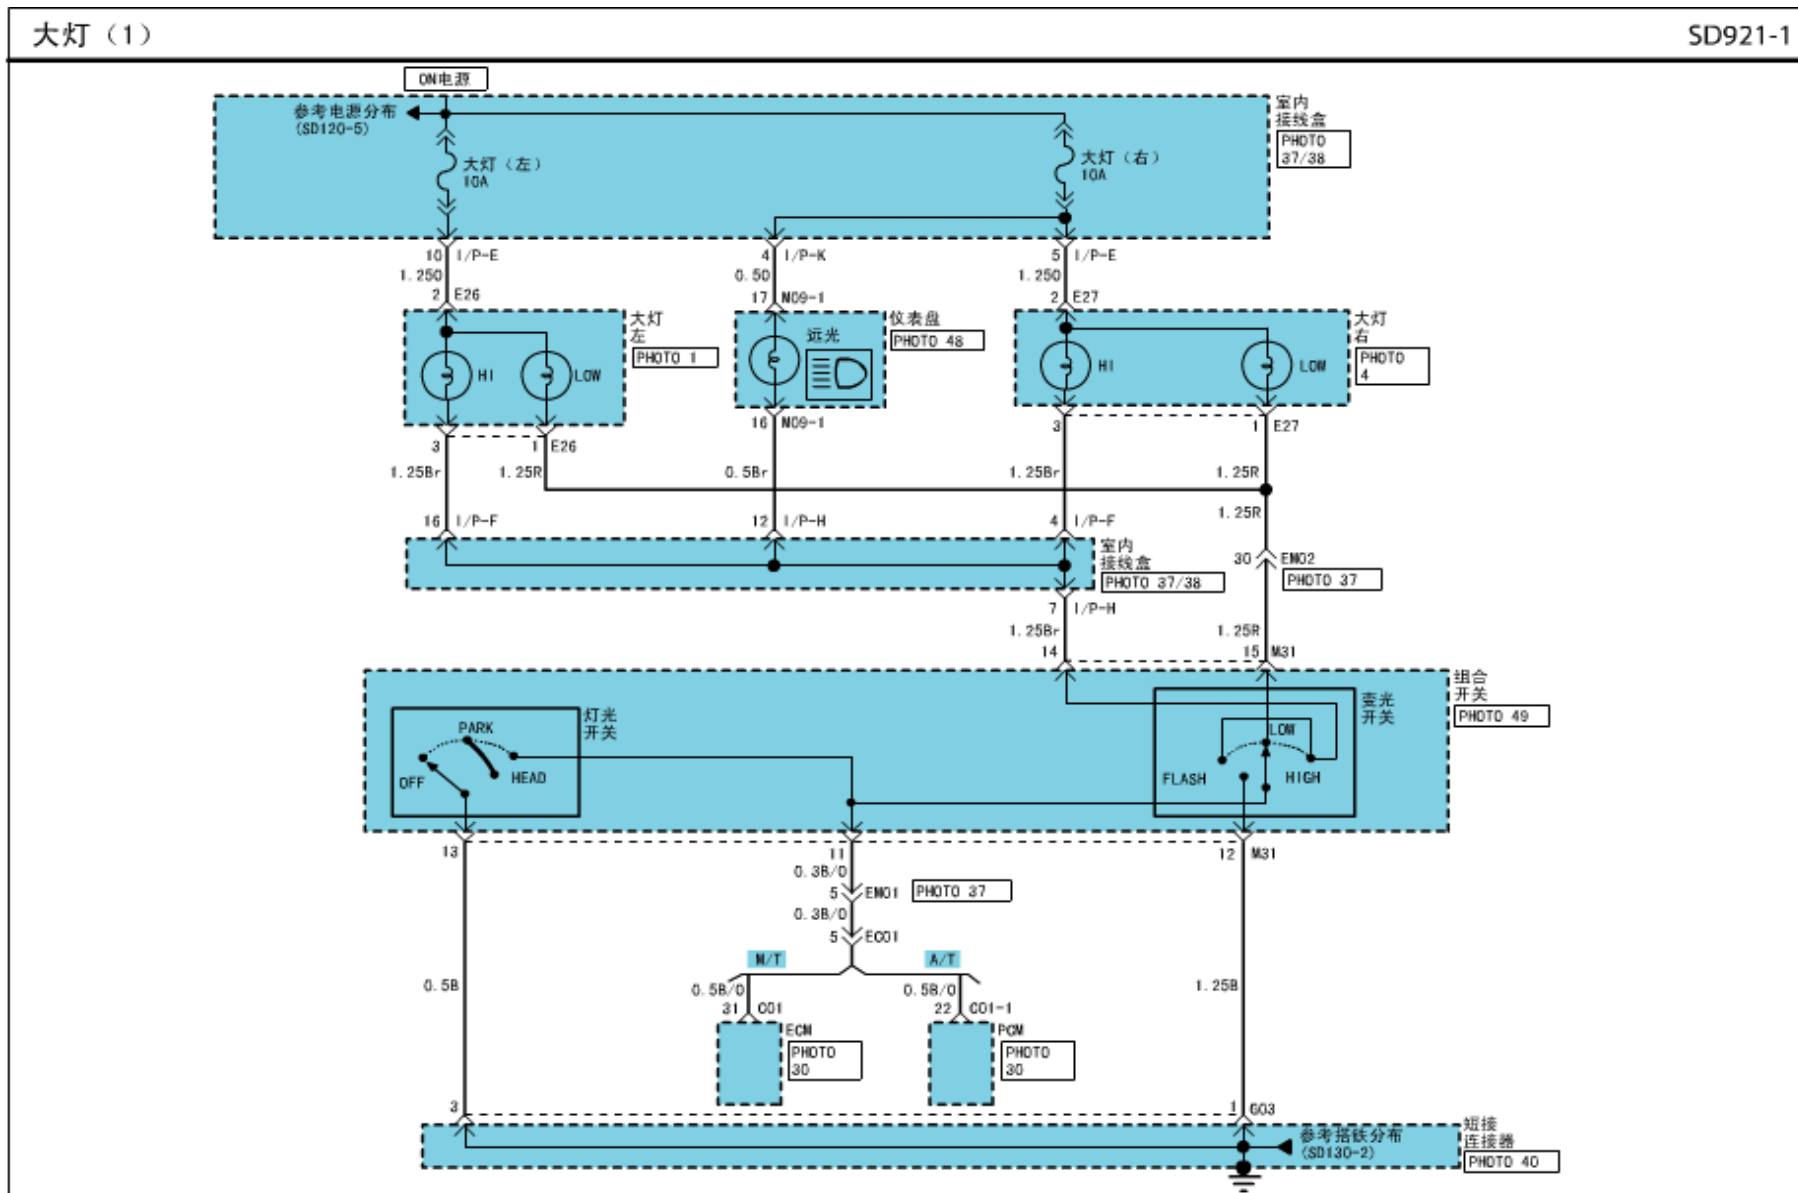 大灯（1）
SD921-1
ON电源
参考电源分布
(SD120-5)
大灯（左）
10A
大灯（右）
10A
室内
接线盒
PHOTO
37/38
10 I/P-E
1.25O
2 E26
4 I/P-K
0.5O
17 M09-1
5 I/P-E
1.25O
2 E27
大灯
左
PHOTO 1
HI
LOW
远光
仪表盘
PHOTO 48
HI
LOW
大灯
右
PHOTO
4
3
1 E26
16 M09-1
3
1 E27
1.25Br
1.25R
0.5Br
1.25Br
1.25R
1.25R
16 I/P-F
12 I/P-H
4 I/P-F
室内
接线盒
PHOTO 37/38
30 EM02
PHOTO 37
7 I/P-H
1.25Br
1.25R
14
15 M31
组合
开关
PHOTO 49
灯光
开关
PARK
OFF
HEAD
变光
开关
LOW
FLASH
HIGH
13
11
12 M31
0.3B/O
5 EM01
PHOTO 37
0.3B/O
5 EC01
M/T
A/T
0.5B
0.5B/O
0.5B/O
1.25B
31 C01
22 C01-1
ECM
PHOTO
30
PCM
PHOTO
30
3
1 G03
参考搭铁分布
(SD130-2)
短接
连接器
PHOTO 40